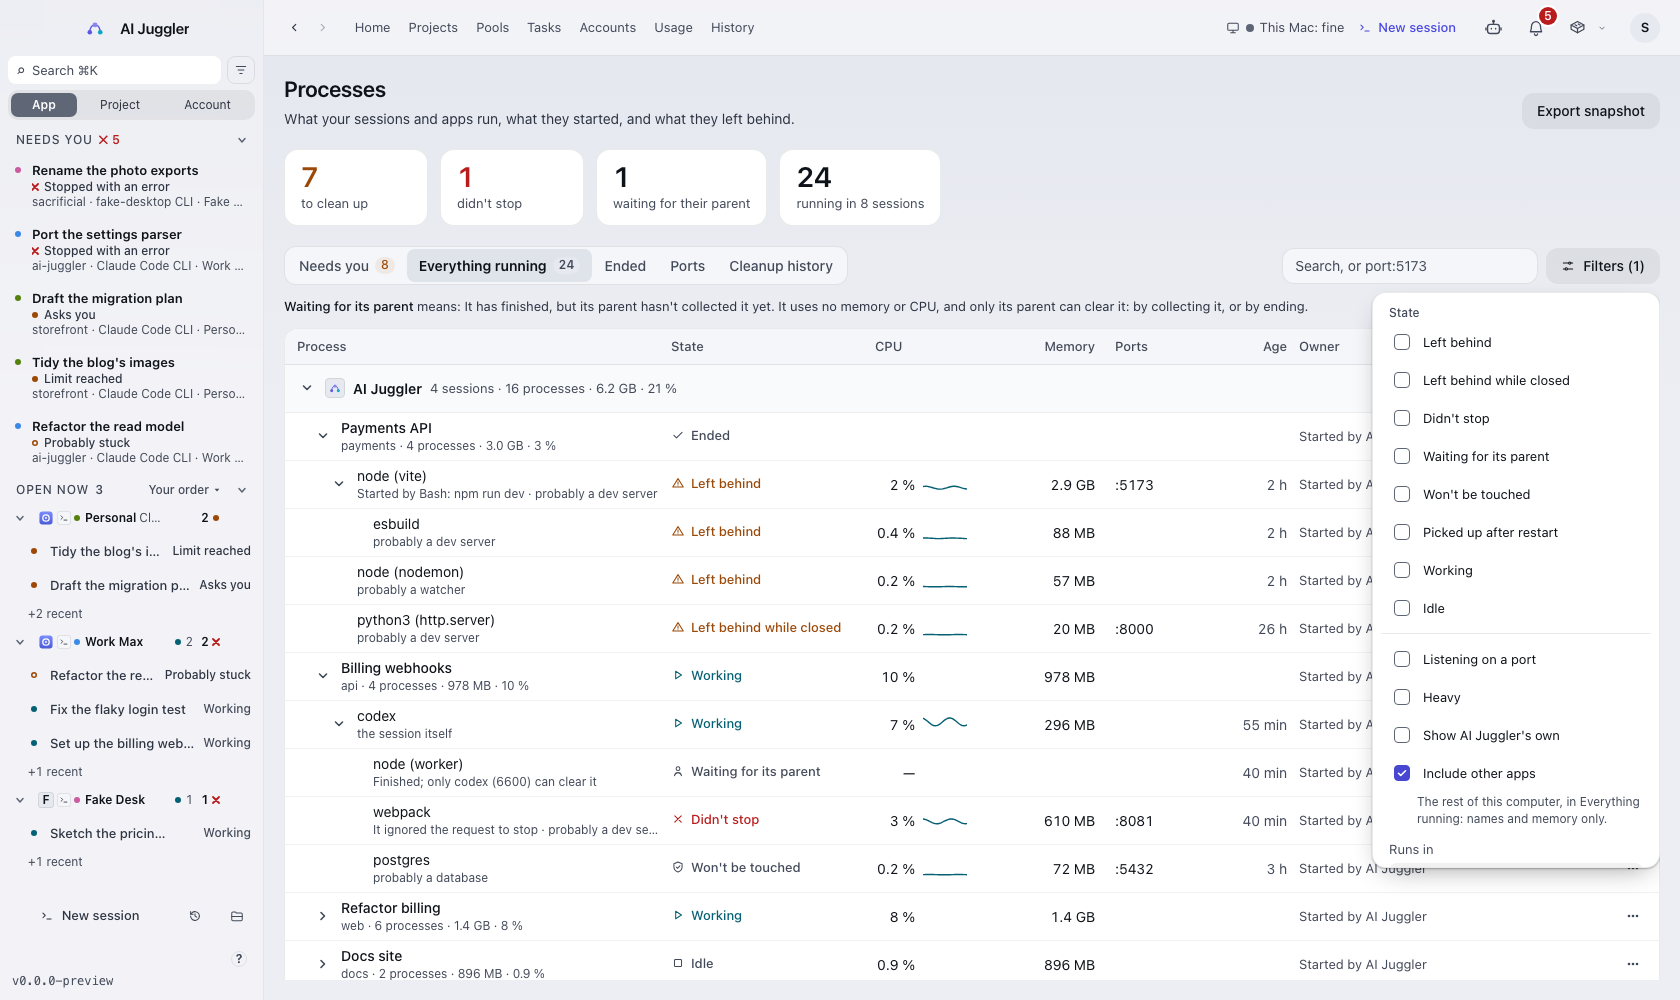 AI Juggler
Search ⌘K
App
Project
Account
NEEDS YOU 5
Rename the photo exports
Stopped with an error
sacrificial · fake-desktop CLI · Fake ...
Port the settings parser
Stopped with an error
ai-juggler · Claude Code CLI · Work ...
Draft the migration plan
Asks you
storefront · Claude Code CLI · Perso...
Tidy the blog's images
Limit reached
storefront · Claude Code CLI · Perso...
Refactor the read model
Probably stuck
ai-juggler · Claude Code CLI · Work ...
OPEN NOW 3
Your order
Personal Cl...
2
Tidy the blog's i...
Limit reached
Draft the migration p...
Asks you
+2 recent
Work Max
2
2
Refactor the re...
Probably stuck
Fix the flaky login test
Working
Set up the billing web...
Working
+1 recent
F
Fake Desk
1
1
Sketch the pricin...
Working
+1 recent
New session
?
v0.0.0-preview
Home
Projects
Pools
Tasks
Accounts
Usage
History
This Mac: fine
New session
5
S
Processes
What your sessions and apps run, what they started, and what they left behind.
Export snapshot
7
to clean up
1
didn't stop
1
waiting for their parent
24
running in 8 sessions
Needs you 8
Everything running 24
Ended
Ports
Cleanup history
Search, or port:5173
Filters (1)
Waiting for its parent means: It has finished, but its parent hasn't collected it yet. It uses no memory or CPU, and only its parent can clear it: by collecting it, or by ending.
Process
State
CPU
Memory
Ports
Age
Owner
AI Juggler
4 sessions · 16 processes · 6.2 GB · 21 %
Payments API
payments · 4 processes · 3.0 GB · 3 %
Ended
Started by A
node (vite)
Started by Bash: npm run dev · probably a dev server
Left behind
2 %
2.9 GB
:5173
2 h
Started by A
esbuild
probably a dev server
Left behind
0.4 %
88 MB
2 h
Started by A
node (nodemon)
probably a watcher
Left behind
0.2 %
57 MB
2 h
Started by A
python3 (http.server)
probably a dev server
Left behind while closed
0.2 %
20 MB
:8000
26 h
Started by A
Billing webhooks
api · 4 processes · 978 MB · 10 %
Working
10 %
978 MB
Started by A
codex
the session itself
Working
7 %
296 MB
55 min
Started by A
node (worker)
Finished; only codex (6600) can clear it
Waiting for its parent
—
40 min
Started by A
webpack
It ignored the request to stop · probably a dev se...
Didn't stop
3 %
610 MB
:8081
40 min
Started by A
postgres
probably a database
Won't be touched
0.2 %
72 MB
:5432
3 h
Started by AI Juggler
Refactor billing
web · 6 processes · 1.4 GB · 8 %
Working
8 %
1.4 GB
Started by AI Juggler
Docs site
docs · 2 processes · 896 MB · 0.9 %
Idle
0.9 %
896 MB
Started by AI Juggler
State
Left behind
Left behind while closed
Didn't stop
Waiting for its parent
Won't be touched
Picked up after restart
Working
Idle
Listening on a port
Heavy
Show AI Juggler's own
Include other apps
The rest of this computer, in Everything
running: names and memory only.
Runs in